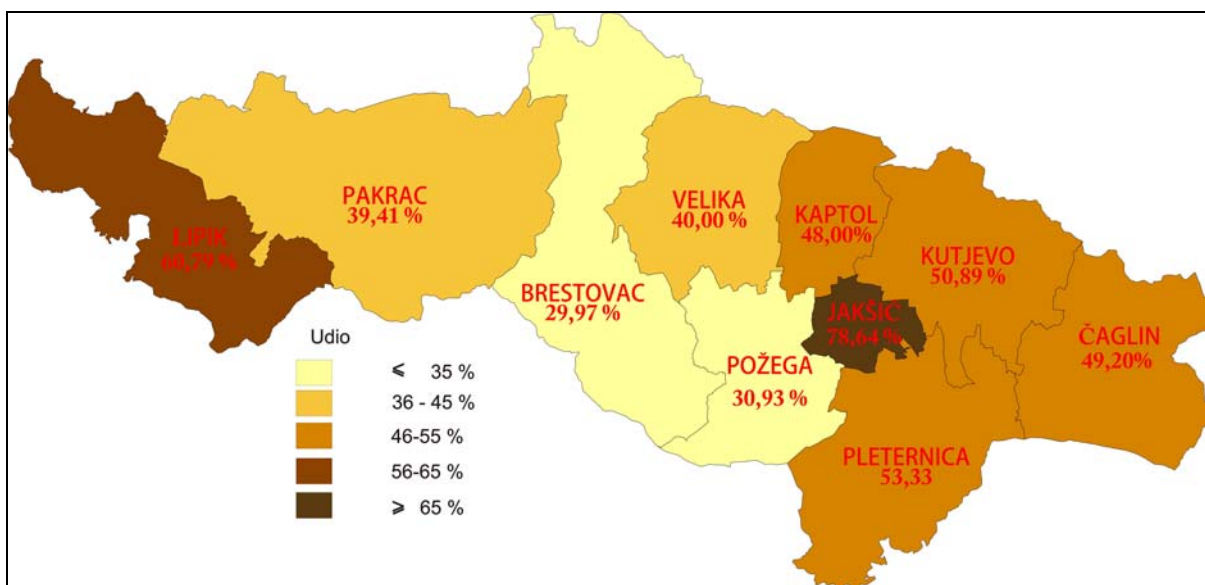 PAKRAC
39,41 %
LIPIK
60,79 %
BRESTOVAC
29,97 %
VELIKA
40,00 %
KAPTOL
48,00%
KUTJEVO
50,89 %
JAKŠIĆ
78,64 %
ČAGLIN
49,20%
POŽEGA
30,93 %
PLETERNICA
53,33
Udio
≤ 35 %
36 - 45 %
46-55 %
56-65 %
≥ 65 %